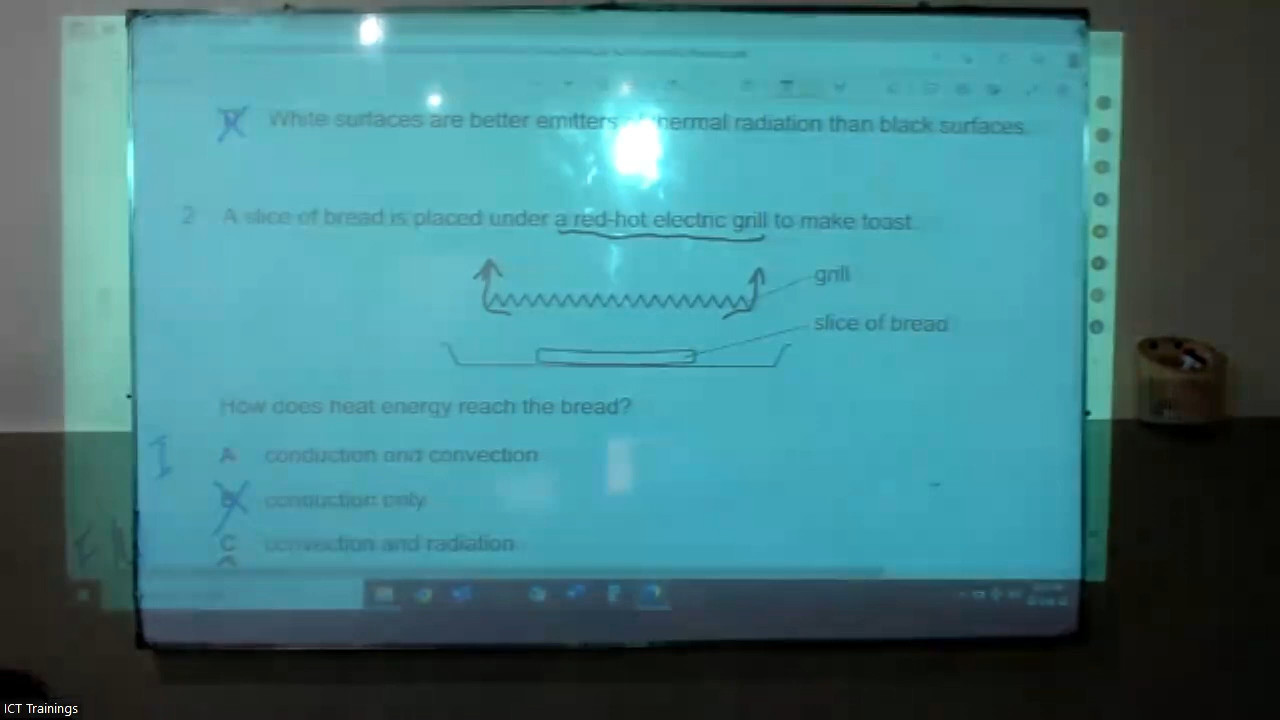 White surfaces are better emitters thermal radiation than black surfaces.
2 A slice of bread is placed under a red-hot electric grill to make toast.
grill
slice of bread
How does heat energy reach the bread?
A conduction and convection
B conduction only
C convection and radiation
ICT Trainings